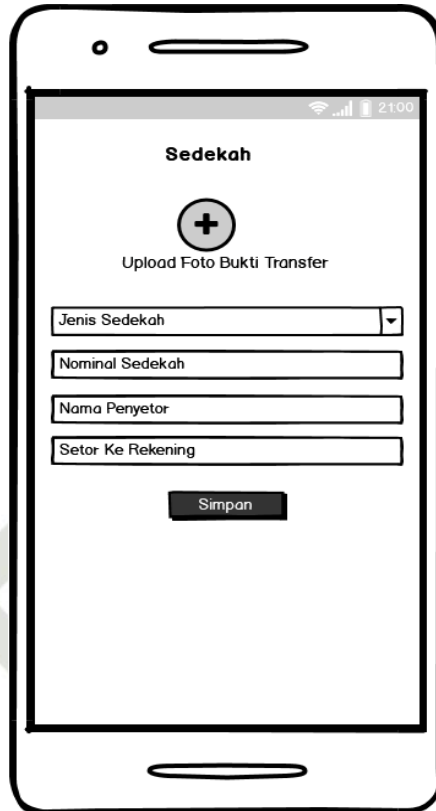 21:00
Sedekah
Upload Foto Bukti Transfer
Jenis Sedekah
Nominal Sedekah
Nama Penyetor
Setor Ke Rekening
Simpan